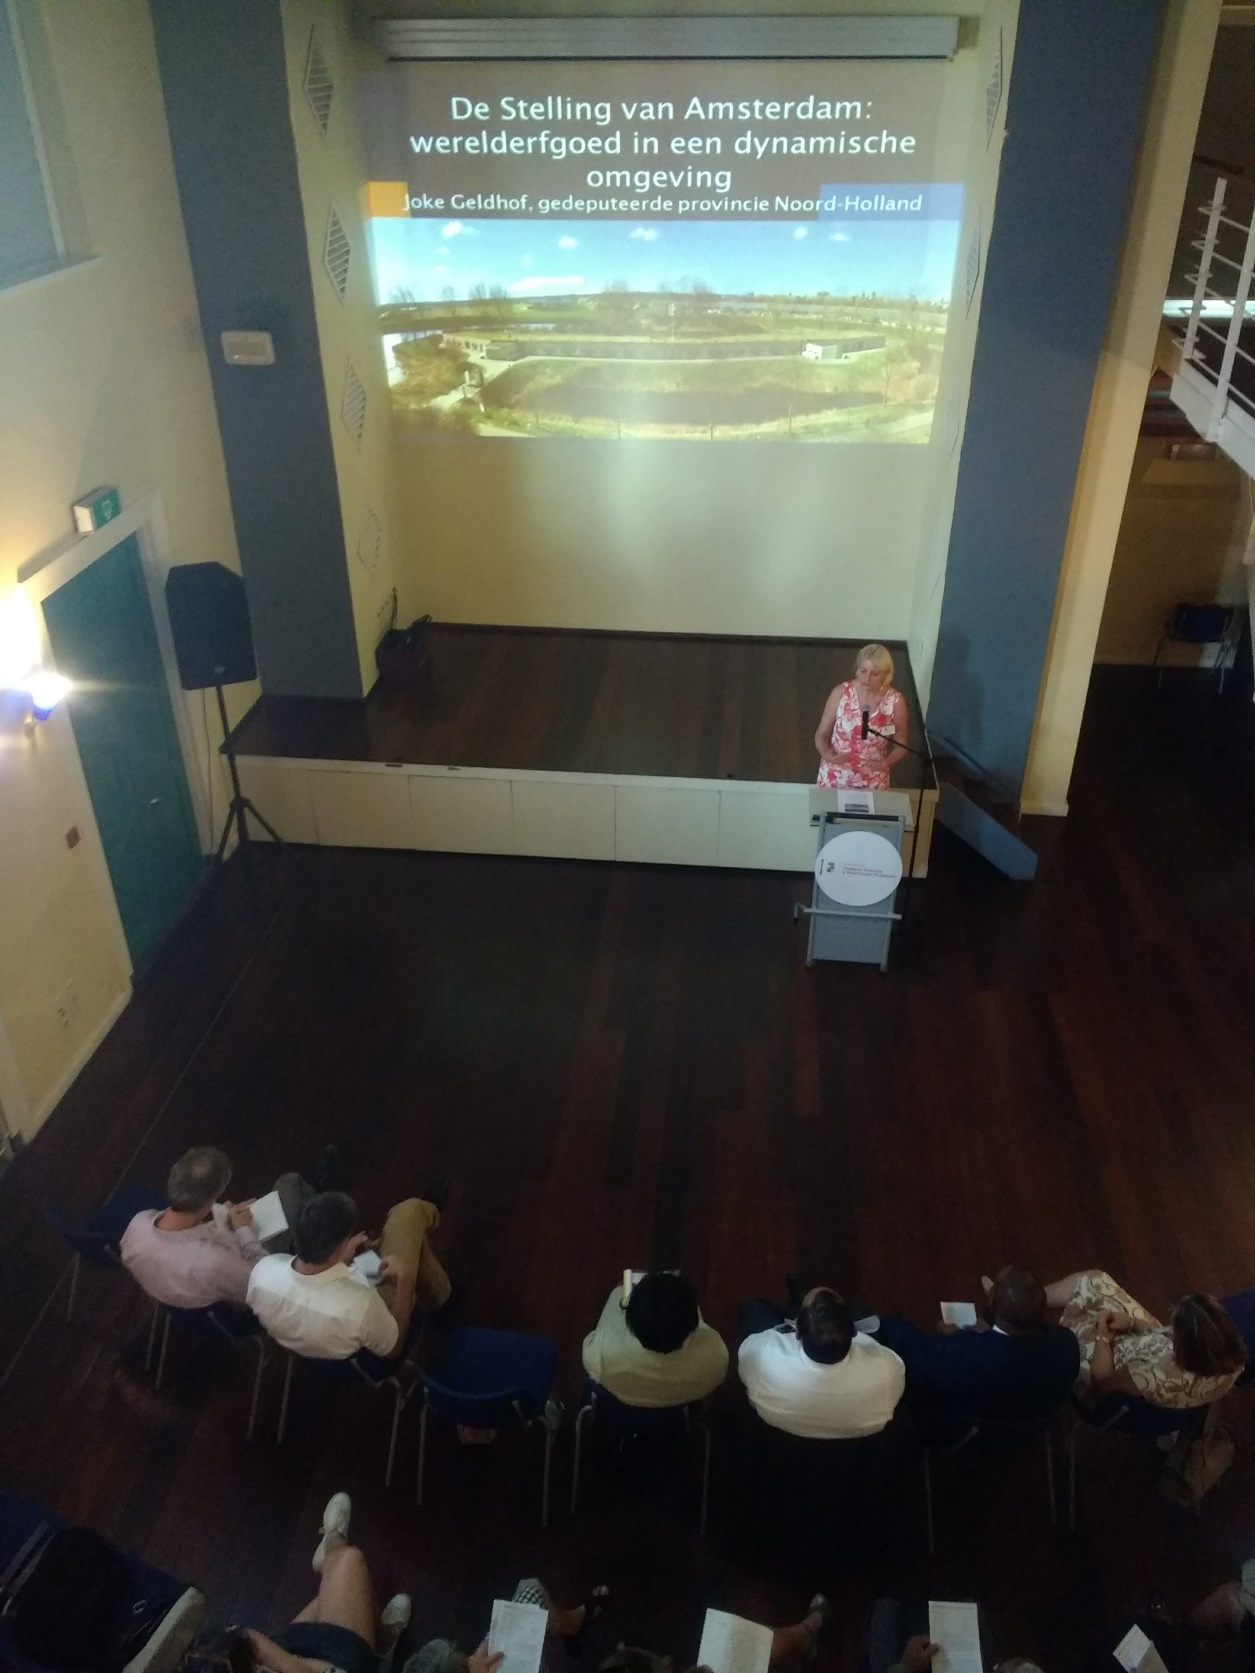 De Stelling van Amsterdam:
werelderfgoed in een dynamische
omgeving
Joke Geldhof, gedeputeerde provincie Noord-Holland